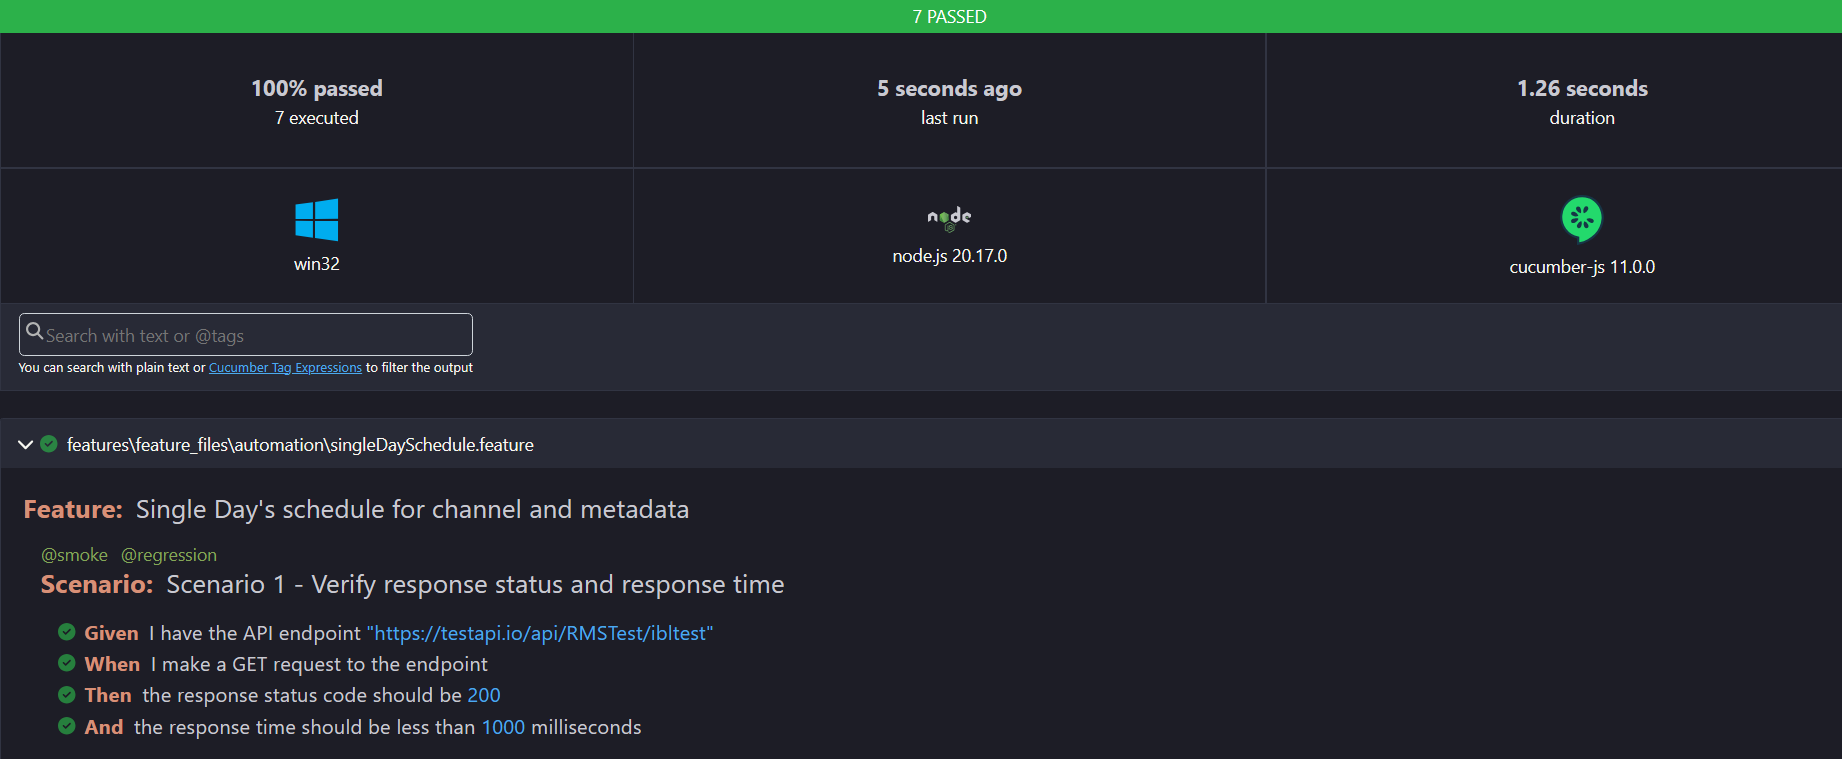 7 PASSED
100% passed
7 executed
5 seconds ago
last run
1.26 seconds
duration
win32
node
JS
node.js 20.17.0
cucumber-js 11.0.0
Search with text or @tags
You can search with plain text or Cucumber Tag Expressions to filter the output
features\feature_files\automation\singleDaySchedule.feature
Feature: Single Day's schedule for channel and metadata
@smoke @regression
Scenario: Scenario 1 - Verify response status and response time
Given I have the API endpoint "https://testapi.io/api/RMSTest/ibltest"
When I make a GET request to the endpoint
Then the response status code should be 200
And the response time should be less than 1000 milliseconds